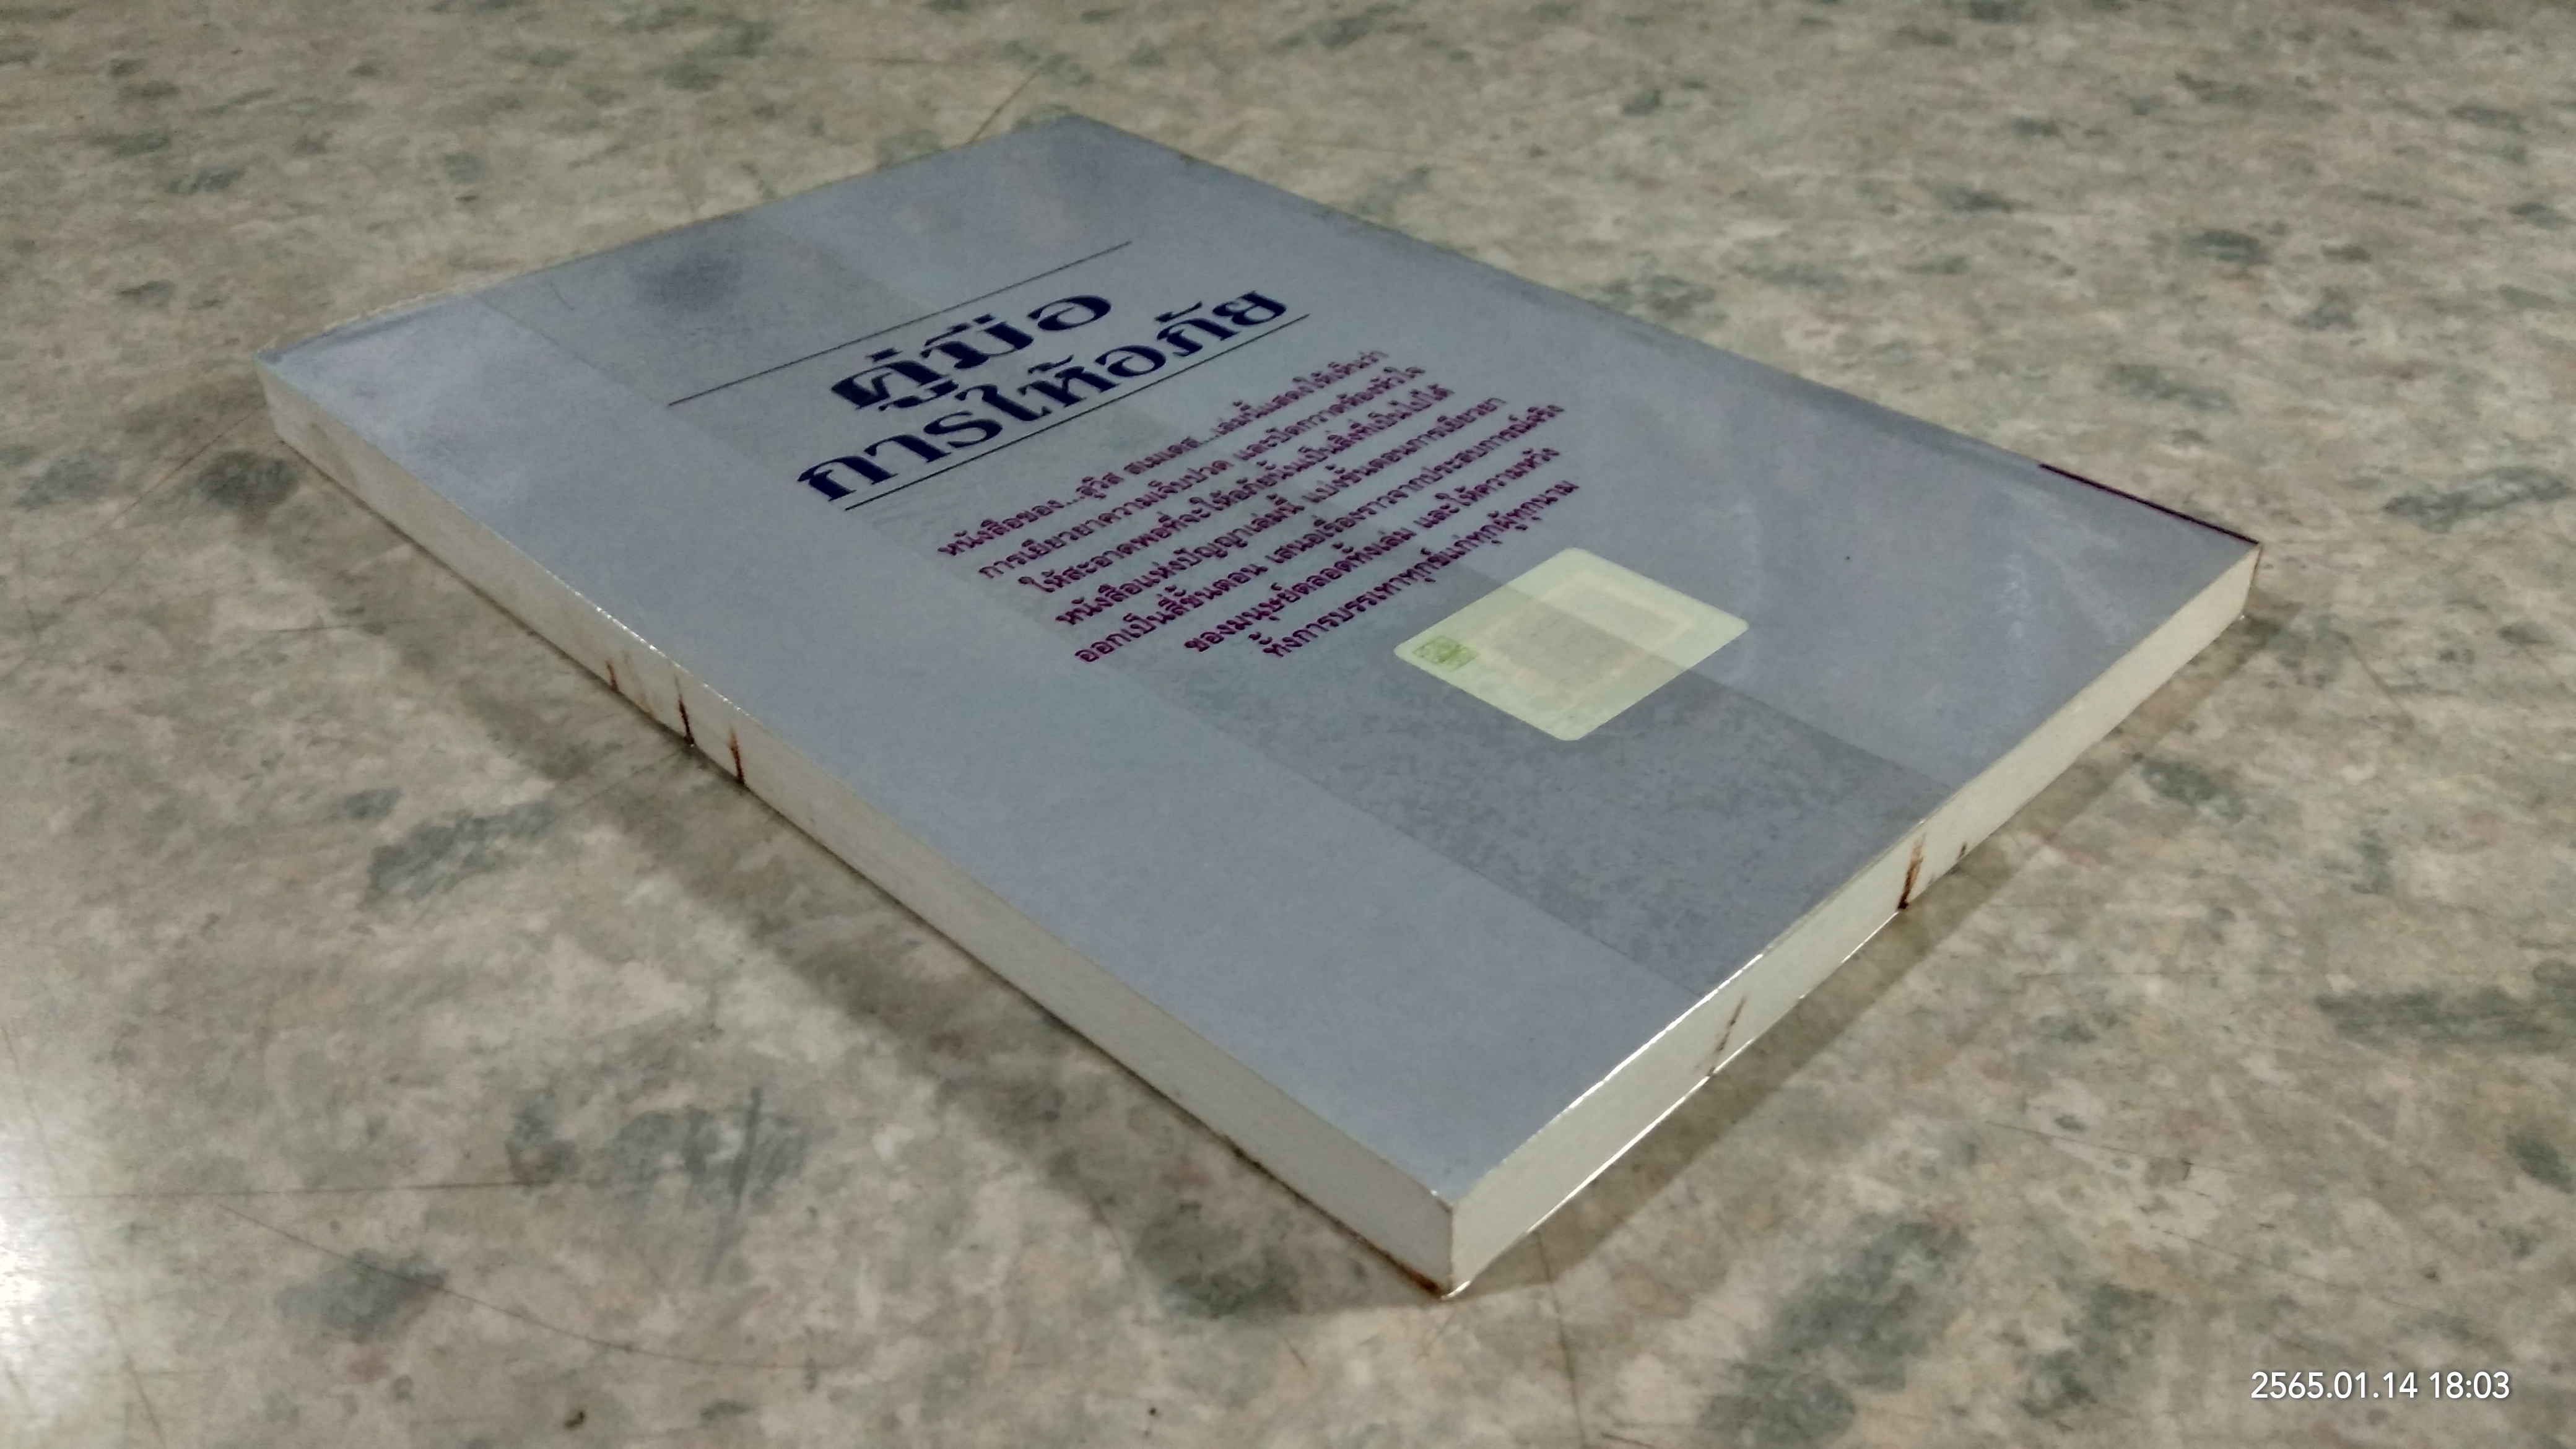 คู่มือ
การให้อภัย
หนังสือของ...ลูวิส สเมเดส...เล่มนี้แสดงให้เห็นว่า
การเยียวยาความเจ็บปวด และปัดกวาดห้องหัวใจ
ให้สะอาดพอที่จะให้อภัยนั้นเป็นสิ่งที่เป็นไปได้
หนังสือแห่งปัญญาเล่มนี้ แบ่งขั้นตอนการเยียวยา
ออกเป็นสี่ขั้นตอน เสนอเรื่องราวจากประสบการณ์จริง
ของมนุษย์ตลอดทั้งเล่ม และให้ความหวัง
ทั้งการบรรเทาทุกข์แก่ทุกผู้ทุกนาม
2565.01.14 18:03